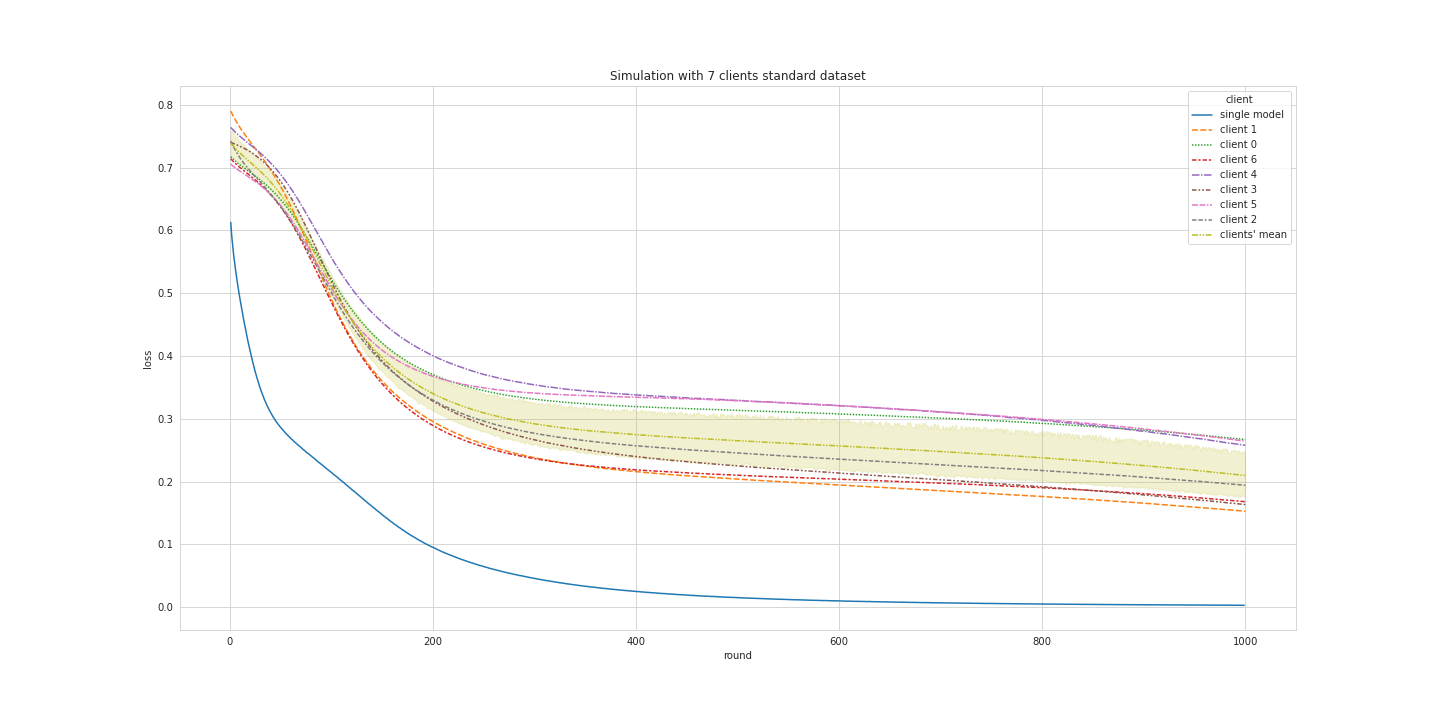 Simulation with 7 clients standard dataset
client
single model
client 1
client 0
client 6
client 4
client 3
client 5
client 2
clients' mean
loss
0.8
0.7
0.6
0.5
0.4
0.3
0.2
0.1
0.0
0 200 400 600 800 1000
round